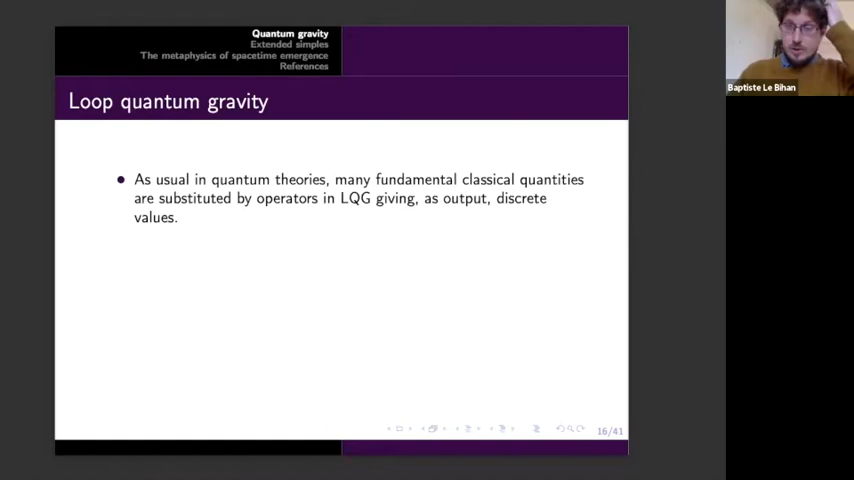 Quantum gravity
Extended simples
The metaphysics of spacetime emergence
References
Loop quantum gravity
As usual in quantum theories, many fundamental classical quantities
are substituted by operators in LQG giving, as output, discrete
values.
16/41
Baptiste Le Bihan